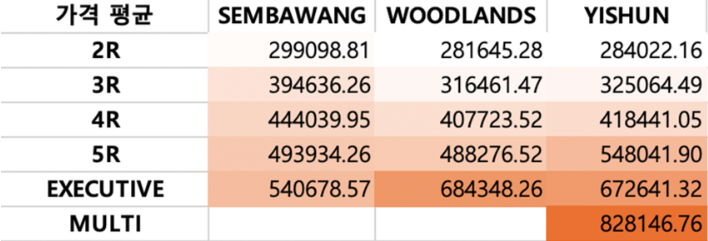 가격 평균 SEMBAWANG WOODLANDS YISHUN
2R 299098.81 281645.28 284022.16
3R 394636.26 316461.47 325064.49
4R 444039.95 407723.52 418441.05
5R 493934.26 488276.52 548041.90
EXECUTIVE 540678.57 684348.26 672641.32
MULTI 828146.76